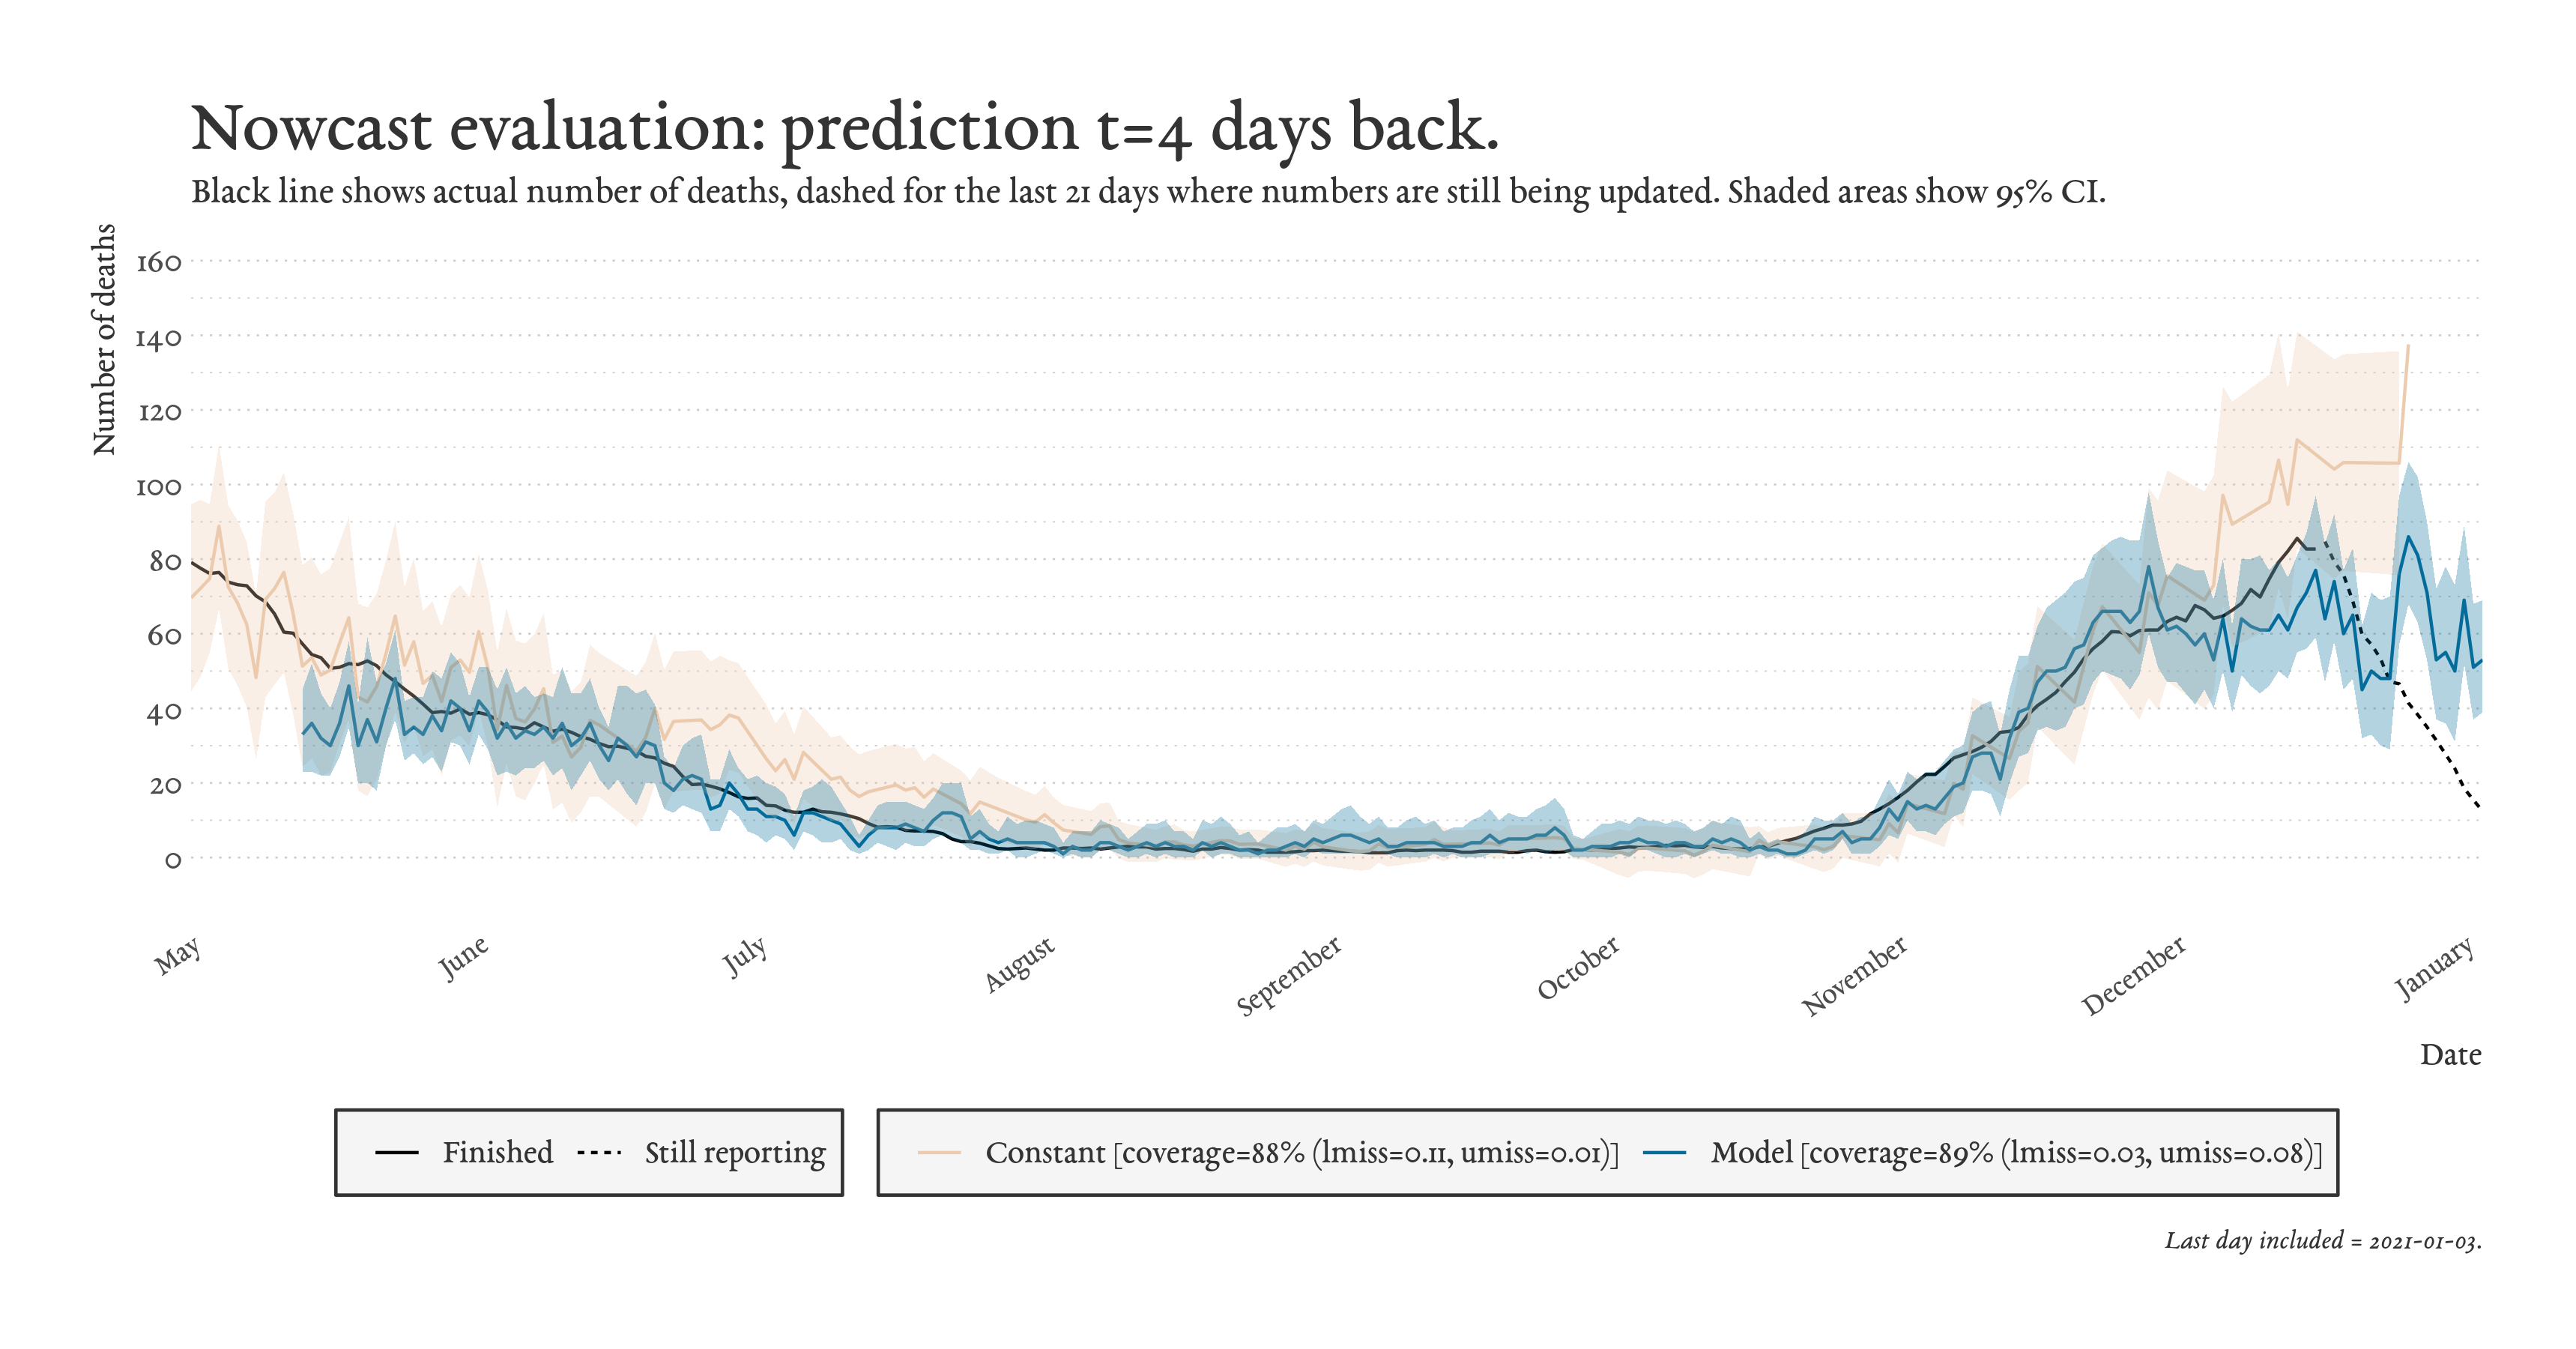 Nowcast evaluation: prediction t=4 days back.
Black line shows actual number of deaths, dashed for the last 21 days where numbers are still being updated. Shaded areas show 95% CI.
Number of deaths
160
140
120
100
80
60
40
20
0
May
June
July
August
September
October
November
December
January
Date
Finished
Still reporting
Constant [coverage=88% (lmiss=0.11, umiss=0.01)]
Model [coverage=89% (lmiss=0.03, umiss=0.08)]
Last day included = 2021-01-03.